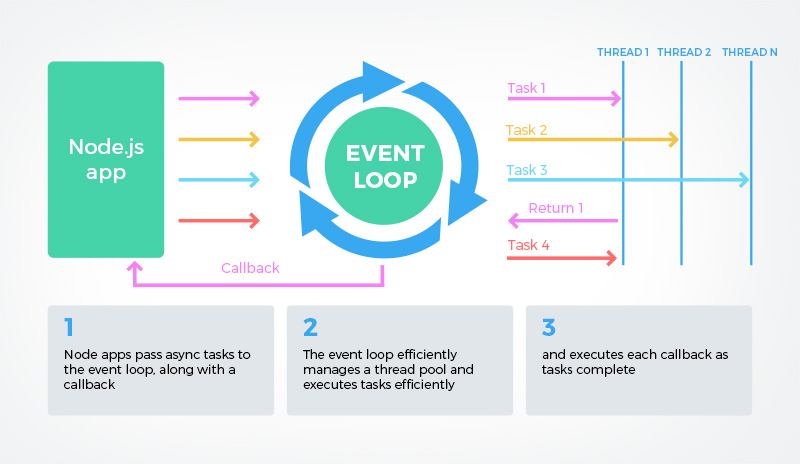 THREAD 1 THREAD 2 THREAD N
Node.js
app
EVENT
LOOP
Task 1
Task 2
Task 3
Return 1
Task 4
Callback
1
Node apps pass async tasks to
the event loop, along with a
callback
2
The event loop efficiently
manages a thread pool and
executes tasks efficiently
3
and executes each callback as
tasks complete